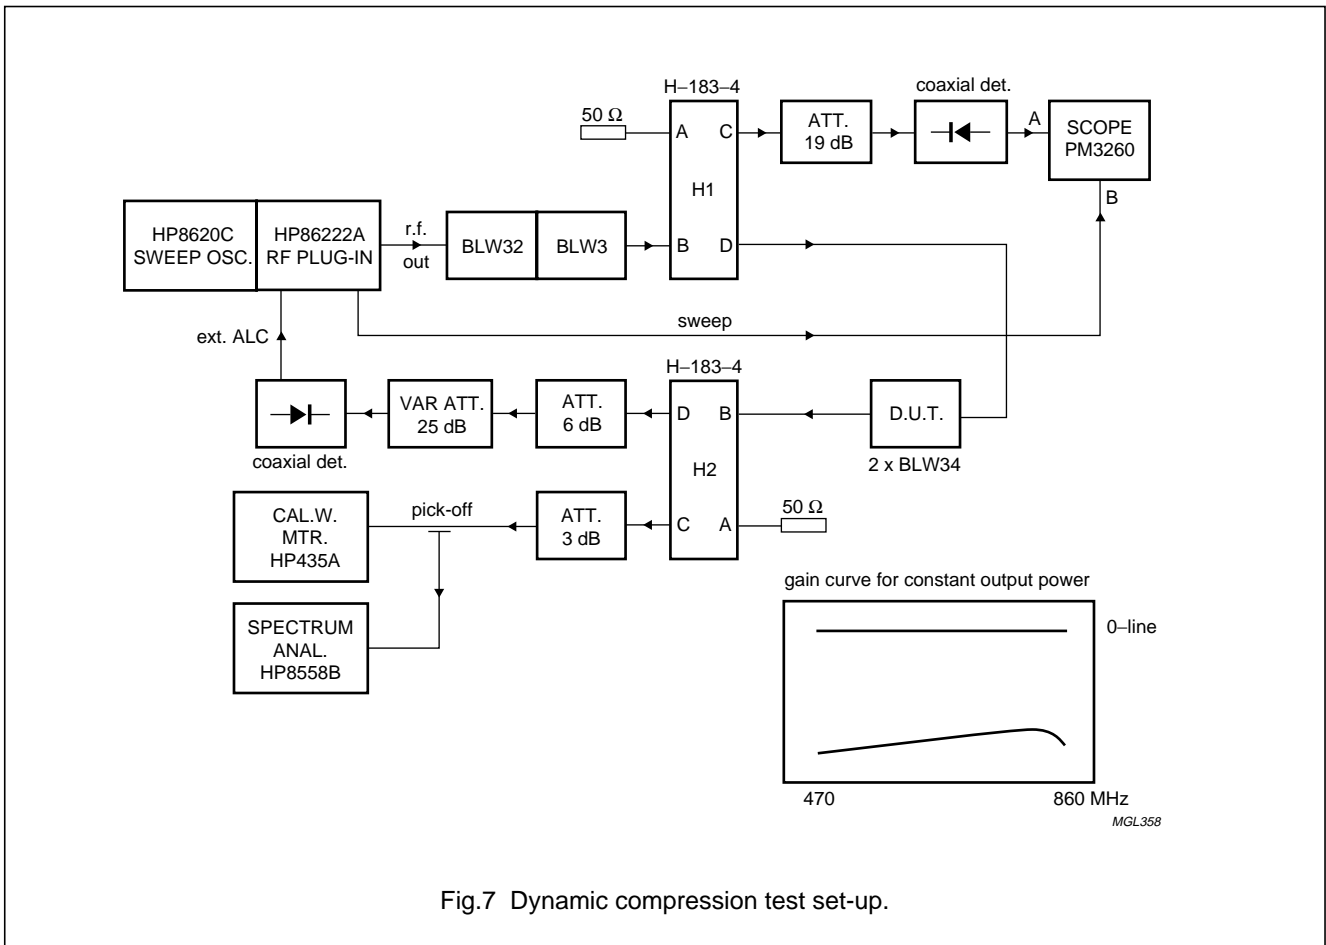 H–183–4
coaxial det.
50 Ω
A
C
ATT.
19 dB
A
SCOPE
PM3260
H1
B
HP8620C
SWEEP OSC.
HP86222A
RF PLUG-IN
r.f.
out
BLW32
BLW3
B
D
sweep
ext. ALC
H–183–4
VAR ATT.
25 dB
ATT.
6 dB
D
B
D.U.T.
coaxial det.
H2
2 x BLW34
CAL.W.
MTR.
HP435A
pick-off
ATT.
3 dB
C
A
50 Ω
gain curve for constant output power
0–line
SPECTRUM
ANAL.
HP8558B
470
860 MHz
MGL358
Fig.7 Dynamic compression test set-up.